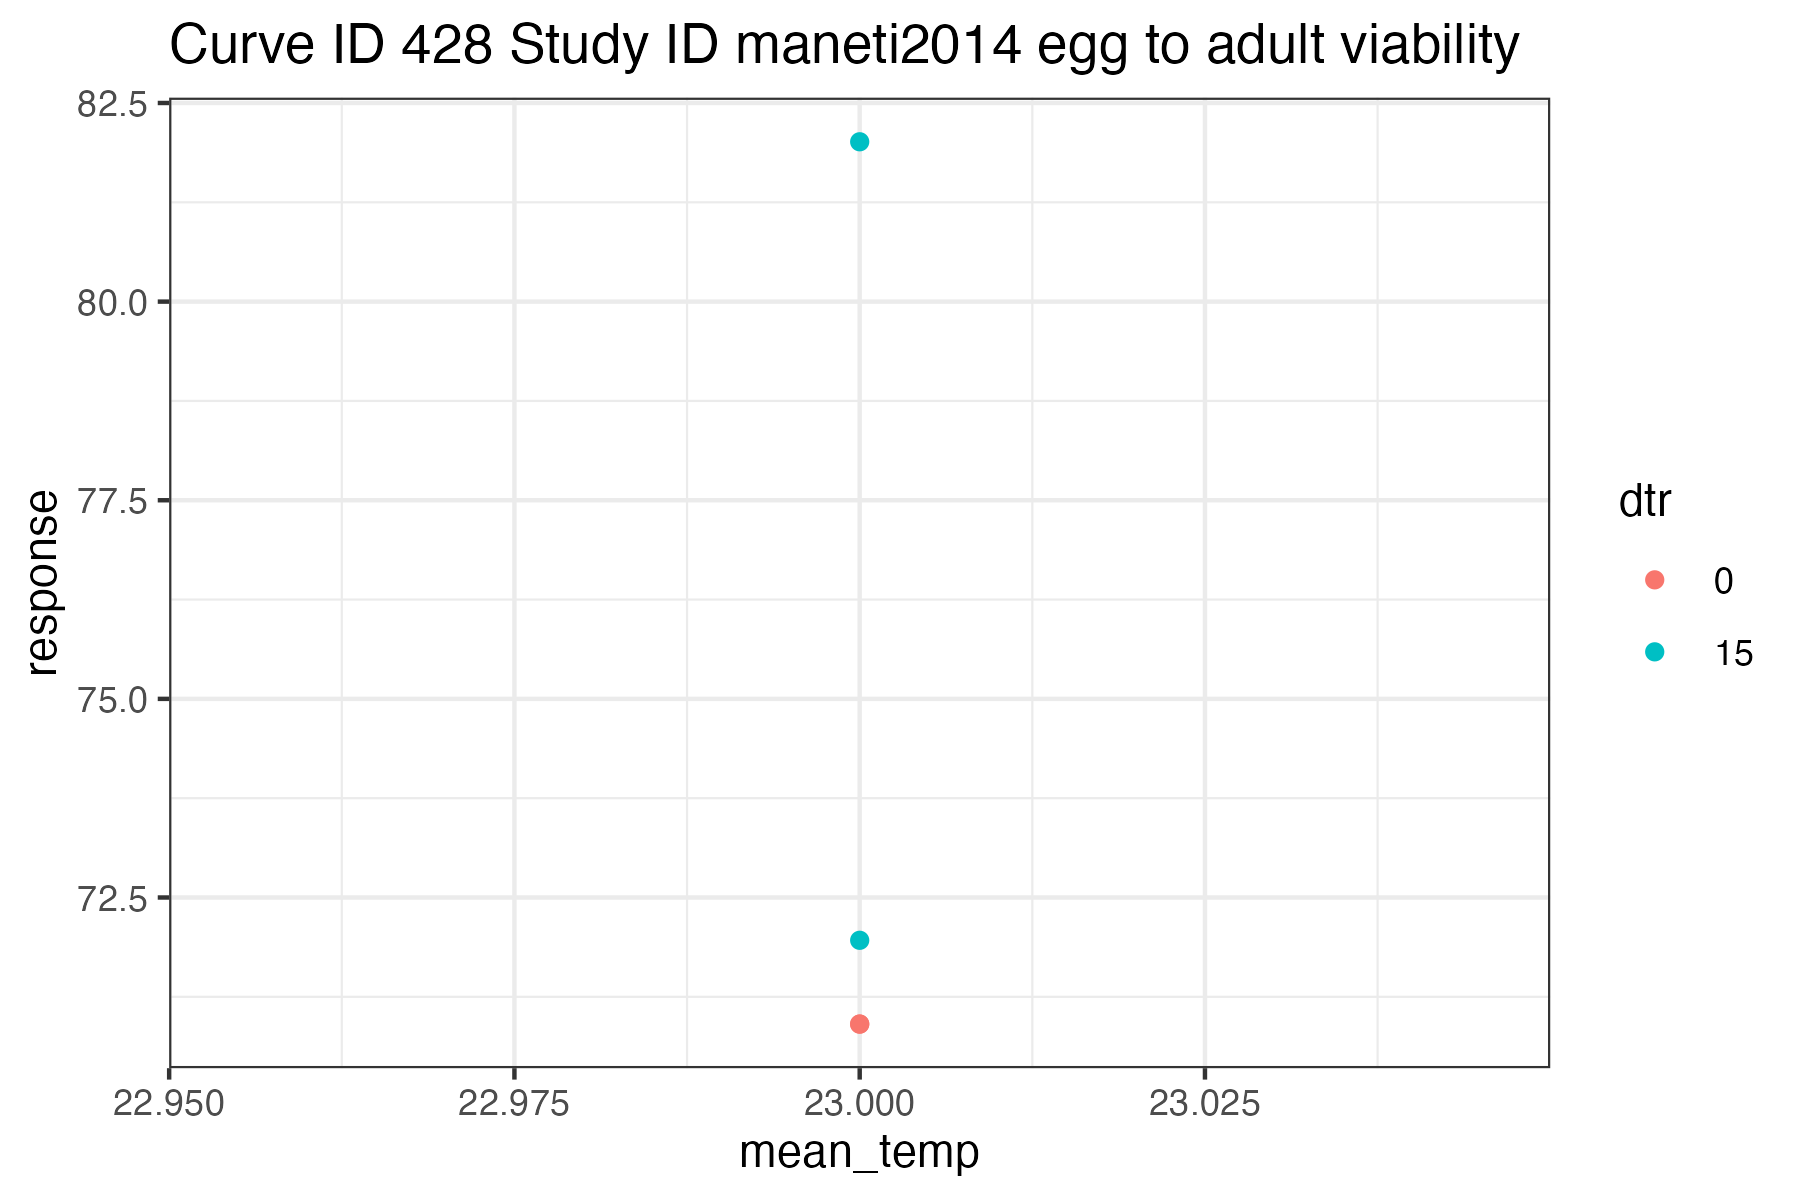 Curve ID 428 Study ID maneti2014 egg to adult viability
82.5
80.0
77.5
75.0
72.5
response
22.950 22.975 23.000 23.025
mean_temp
dtr
0
15